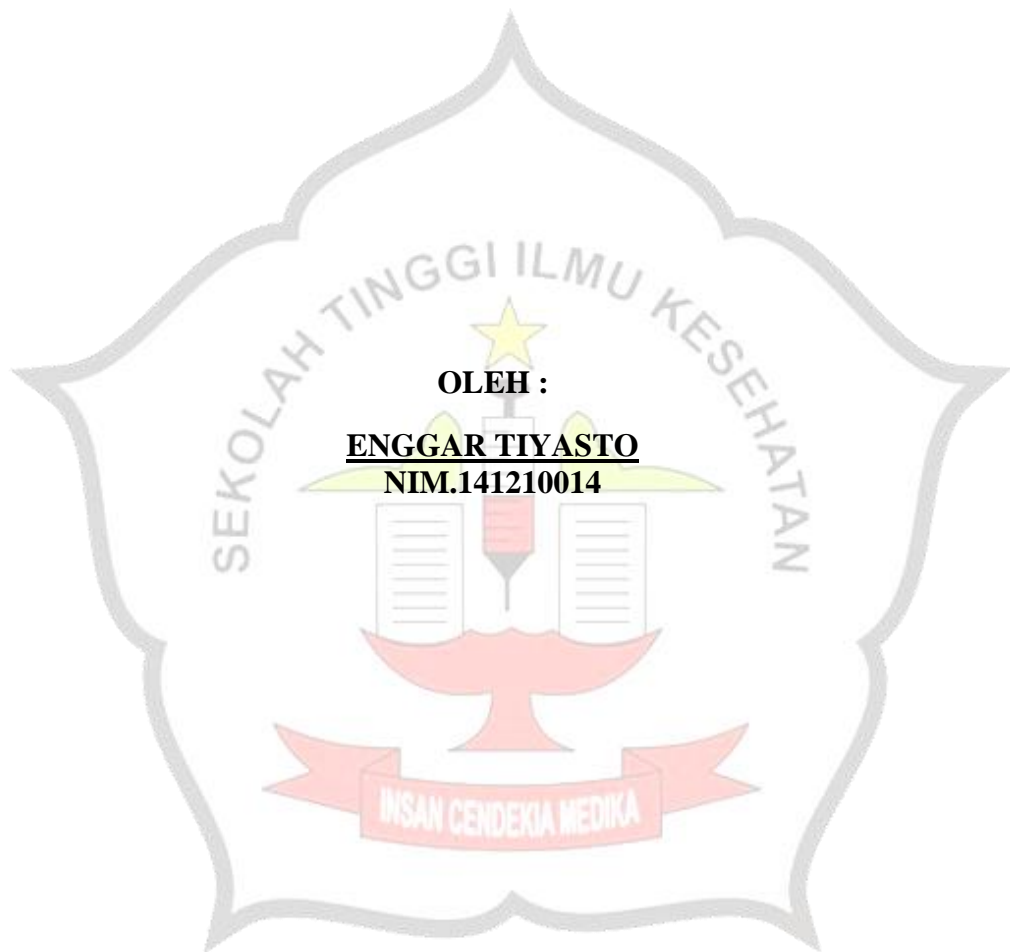 SEKOLAH TINGGI ILMU KESEHATAN
OLEH :
ENGGAR TIYASTO
NIM.141210014
INSAN CENDEKIA MEDIKA